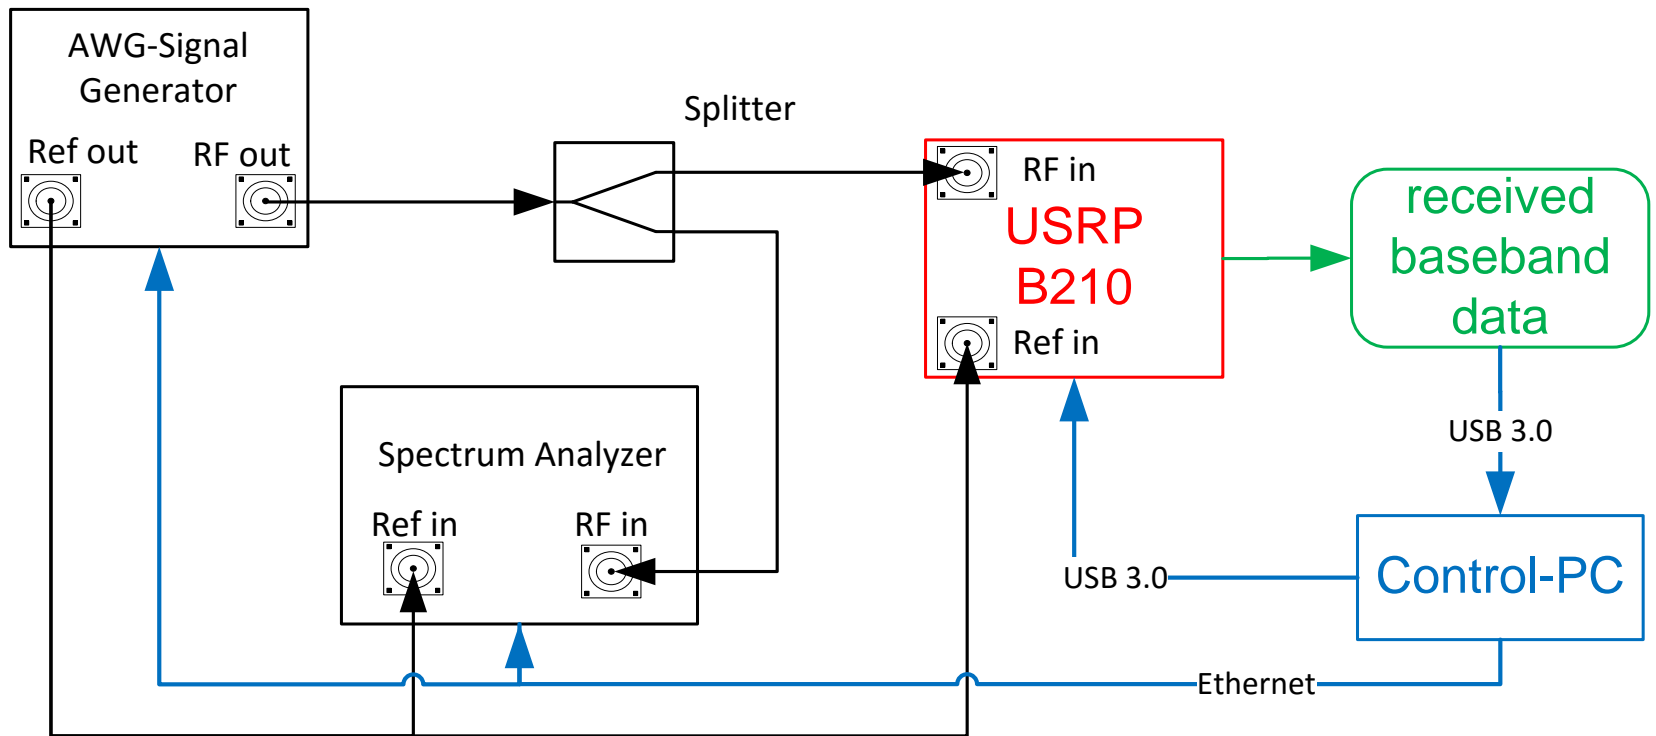 AWG-Signal
Generator
Ref out
RF out
Splitter
RF in
USRP
B210
Ref in
received
baseband
data
USB 3.0
Spectrum Analyzer
Ref in
RF in
USB 3.0
Control-PC
Ethernet